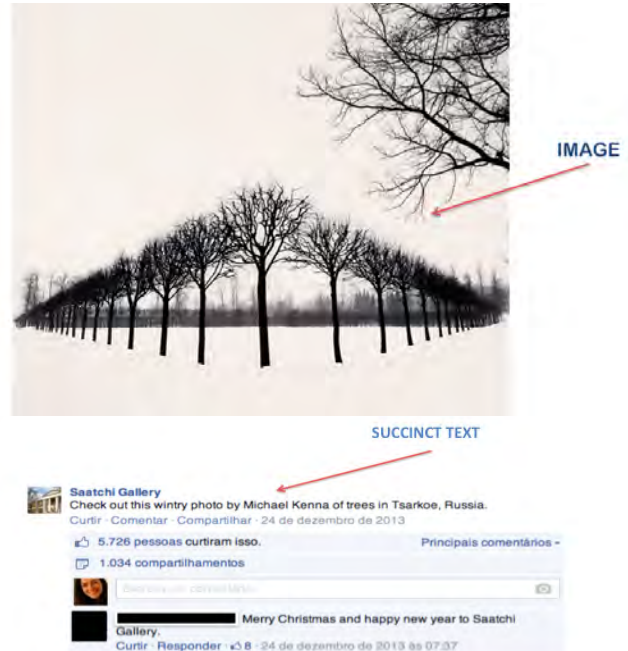 IMAGE
SUCCINCT TEXT
Saatchi Gallery
Check out this wintry photo by Michael Kenna of trees in Tsarkoe, Russia.
Curtir · Comentar · Compartilhar · 24 de dezembro de 2013
5.726 pessoas curtiram isso. Principais comentários
1.034 compartilhamentos
Merry Christmas and happy new year to Saatchi
Gallery.
Curtir · Responder · 8 · 24 de dezembro de 2013 às 07:37